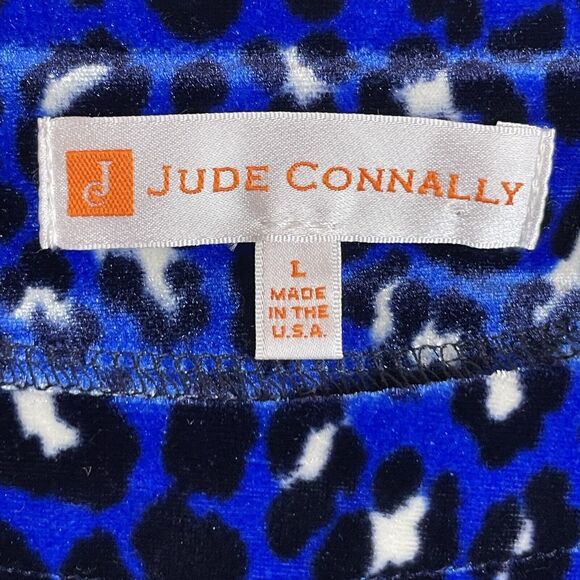 JC JUDE CONNALLY
L
MADE
IN THE
U.S.A.